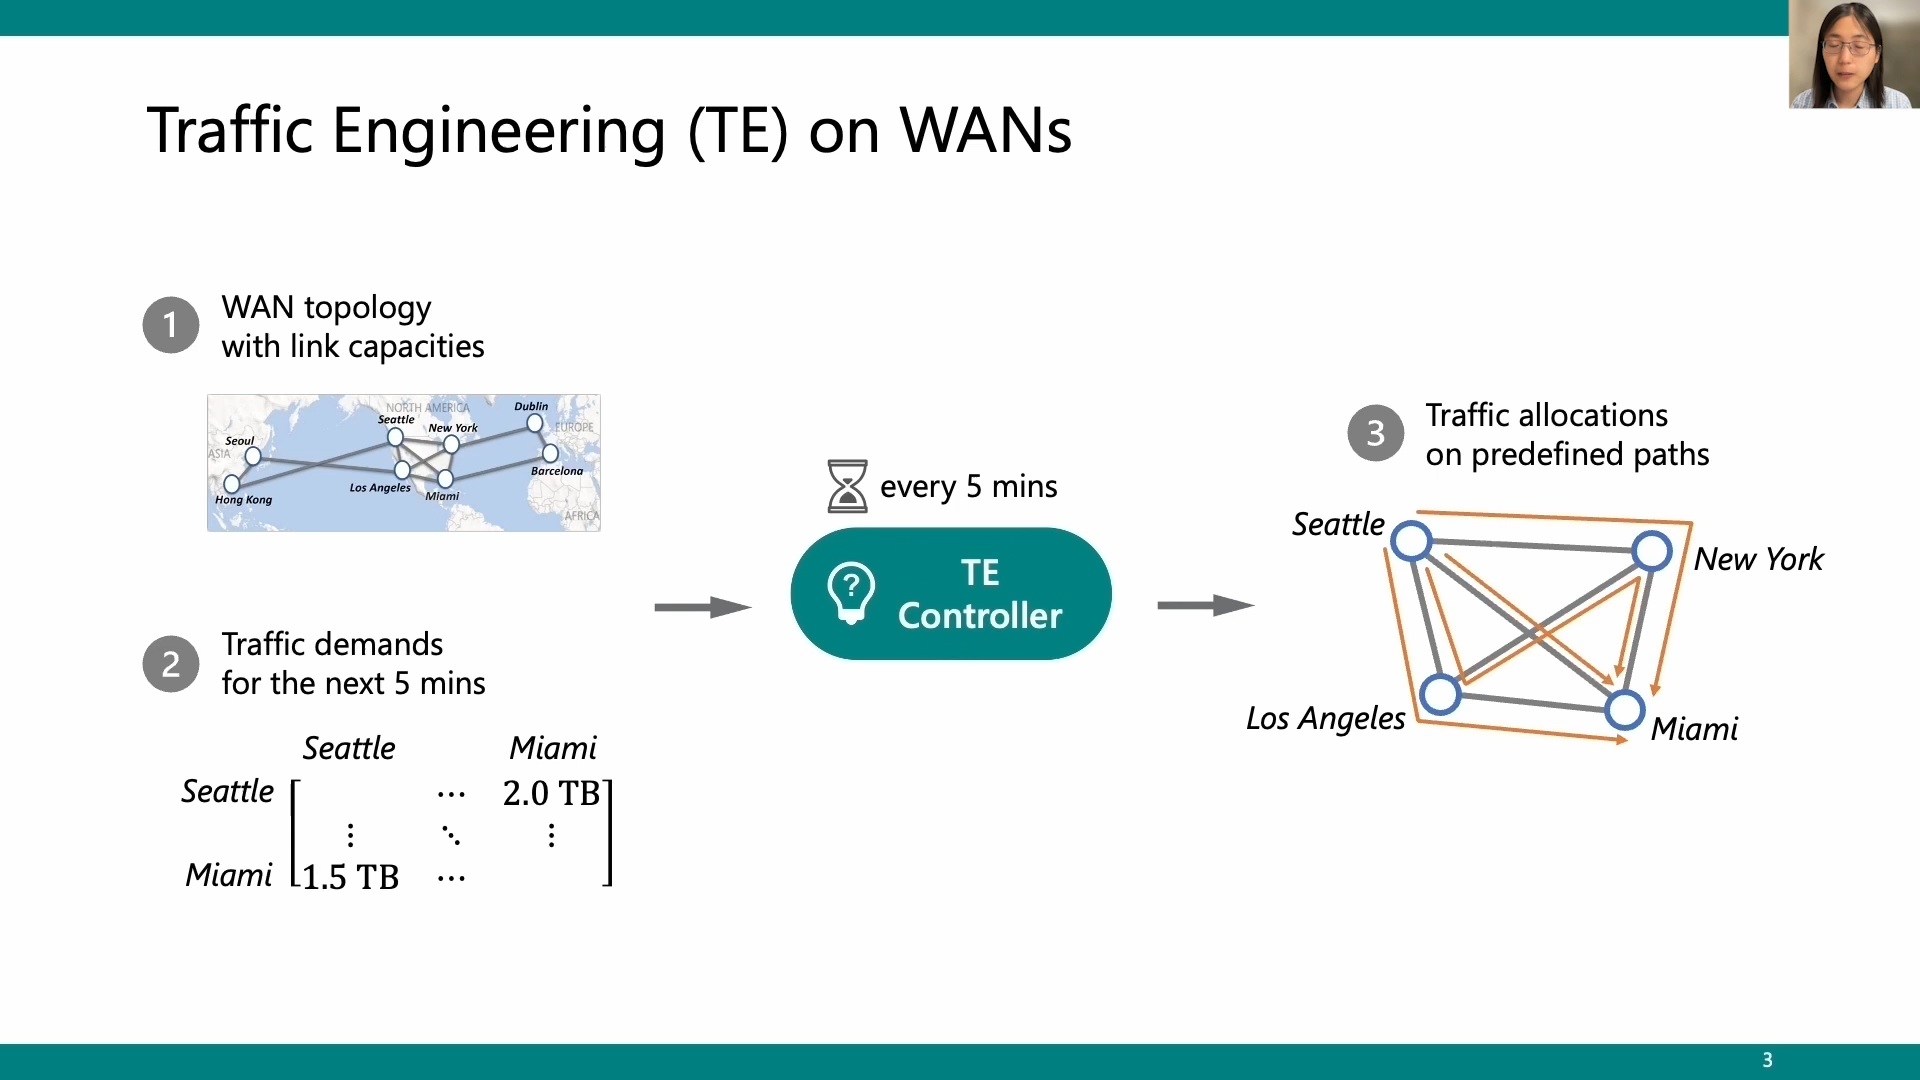 Traffic Engineering (TE) on WANs
1
WAN topology
with link capacities
NORTH AMERICA
Seattle
New York
Dublin
EUROPE
Seoul
ASIA
Hong Kong
Los Angeles
Miami
Barcelona
AFRICA
2
Traffic demands
for the next 5 mins
Seattle Miami
Seattle ⋯ 2.0 TB
⋮ ⋱ ⋮
Miami 1.5 TB ⋯
every 5 mins
?
TE
Controller
3
Traffic allocations
on predefined paths
Seattle
New York
Los Angeles
Miami
3